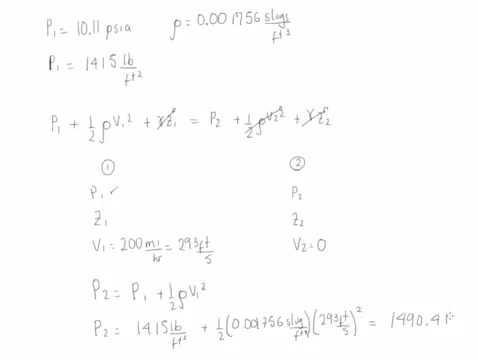 P₁ = 10.11 psia   ρ = 0.001756 slugs/ft³
P₁ = 1415 lb/ft²
P₁ + 1/2 ρV₁² + γz₁ = P₂ + 1/2 ρV₂² + γz₂
① ②
P₁ ✓ P₂
Z₁ Z₂
V₁ = 200 mi/hr = 293 ft/s   V₂ = 0
P₂ = P₁ + 1/2 ρV₁²
P₂ = 1415 lb/ft² + 1/2 (0.001756 slug/ft³)(293 ft/s)² = 1490.4